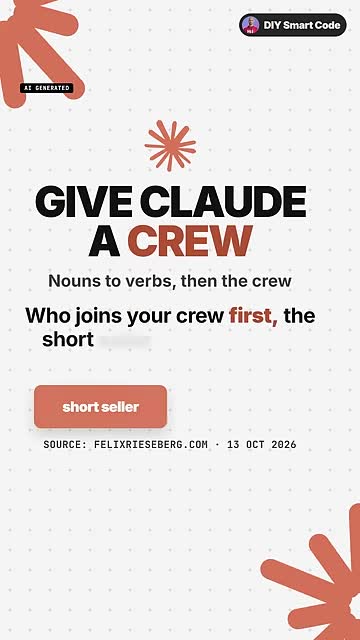 DIY Smart Code
AI GENERATED
GIVE CLAUDE
A CREW
Nouns to verbs, then the crew
Who joins your crew first, the
short
short seller
SOURCE: FELIXRIESEBERG.COM · 13 OCT 2026